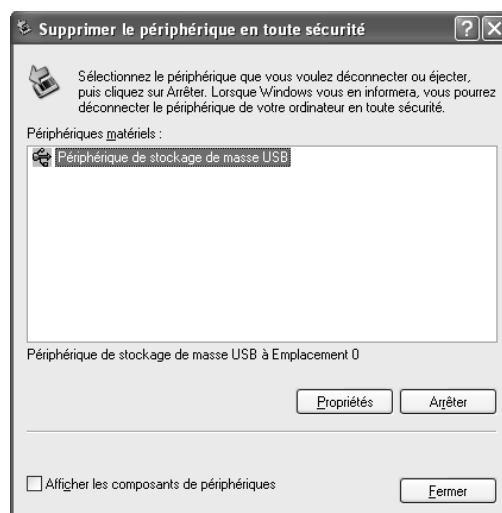 Supprimer le périphérique en toute sécurité
Sélectionnez le périphérique que vous voulez déconnecter ou éjecter,
puis cliquez sur Arrêter. Lorsque Windows vous en informera, vous pourrez
déconnecter le périphérique de votre ordinateur en toute sécurité.
Périphériques matériels :
Périphérique de stockage de masse USB
Périphérique de stockage de masse USB à Emplacement 0
Propriétés Arrêter
Afficher les composants de périphériques
Fermer